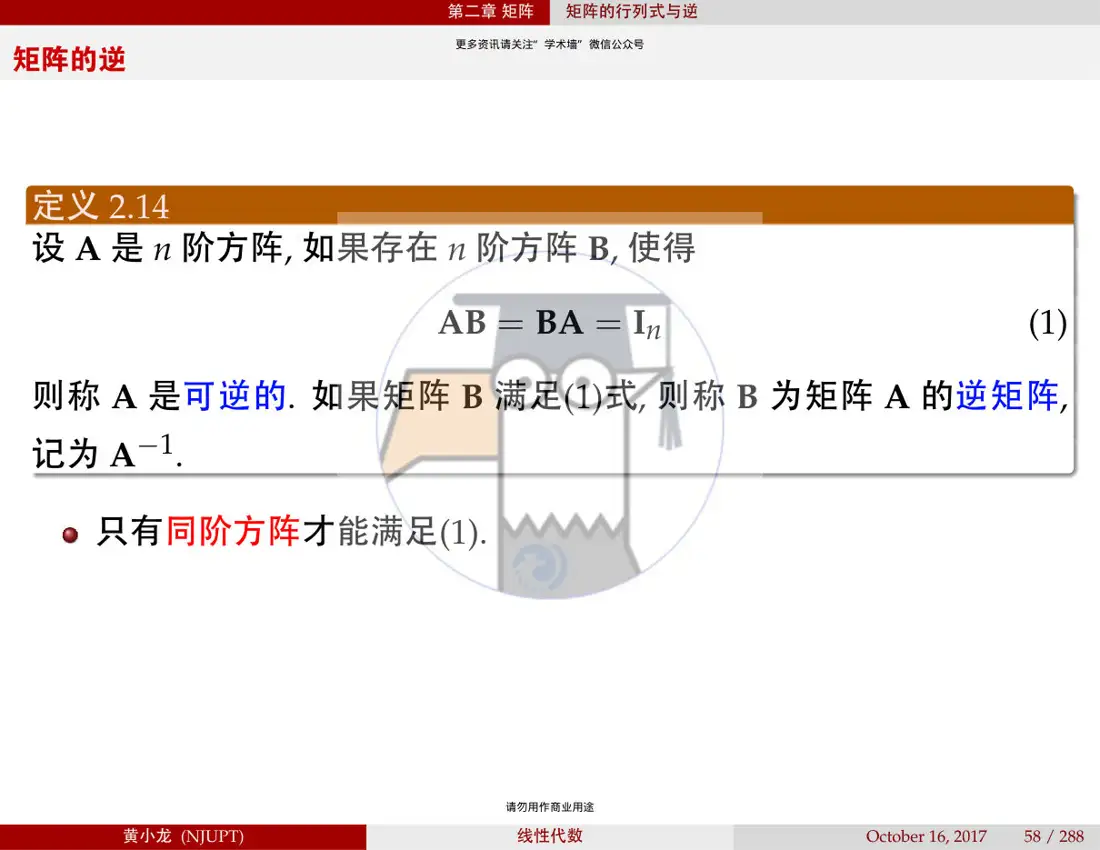 第二章 矩阵 矩阵的行列式与逆
更多资讯请关注“学术墙”微信公众号
矩阵的逆
定义 2.14
设 A 是 n 阶方阵, 如果存在 n 阶方阵 B, 使得
AB = BA = Iₙ (1)
则称 A 是可逆的. 如果矩阵 B 满足(1)式, 则称 B 为矩阵 A 的逆矩阵,
记为 A⁻¹.
只有同阶方阵才能满足(1).
请勿用作商业用途
黄小龙 (NJUPT) 线性代数 October 16, 2017 58 / 288